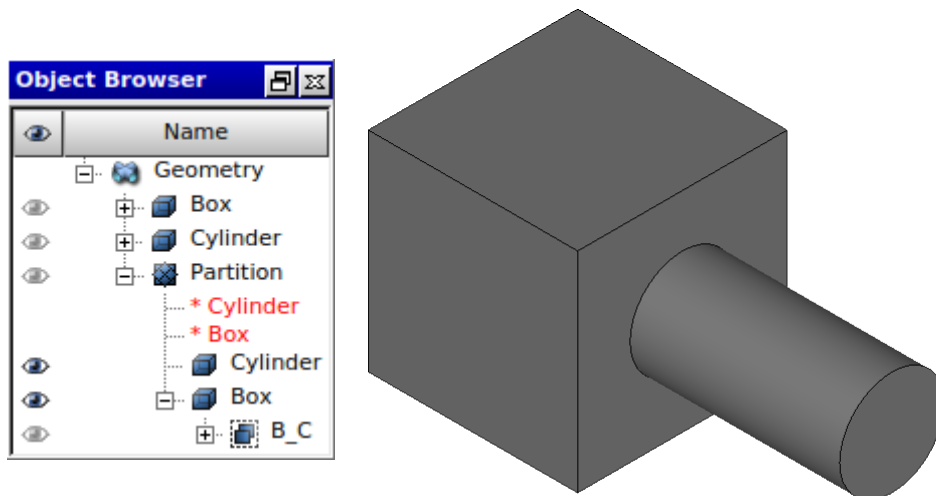 Object Browser
Name
Geometry
Box
Cylinder
Partition
* Cylinder
* Box
Cylinder
Box
B_C